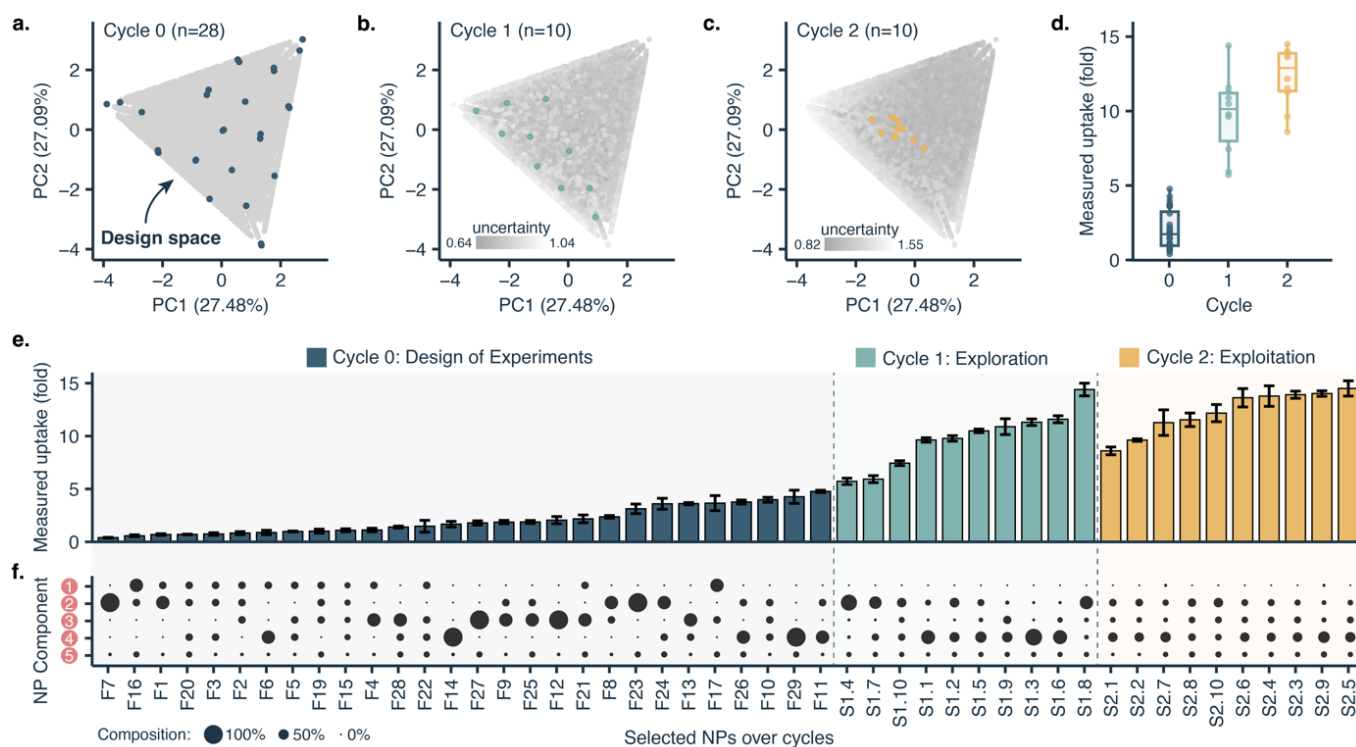 a.
Cycle 0 (n=28)
PC2 (27.09%)
2
0
−2
−4
Design space
−4 −2 0 2
PC1 (27.48%)
b.
Cycle 1 (n=10)
PC2 (27.09%)
2
0
−2
−4
uncertainty
0.64 1.04
−4 −2 0 2
PC1 (27.48%)
c.
Cycle 2 (n=10)
PC2 (27.09%)
2
0
−2
−4
uncertainty
0.82 1.55
−4 −2 0 2
PC1 (27.48%)
d.
Measured uptake (fold)
15
10
5
0
0 1 2
Cycle
e.
Cycle 0: Design of Experiments
Cycle 1: Exploration
Cycle 2: Exploitation
Measured uptake (fold)
15
10
5
0
f.
NP Component
1
2
3
4
5
F7 F16 F1 F20 F3 F2 F6 F5 F19 F15 F4 F28 F22 F14 F27 F9 F25 F12 F21 F8 F23 F24 F13 F17 F26 F10 F29 F11 S1.4 S1.7 S1.10 S1.1 S1.2 S1.5 S1.9 S1.3 S1.6 S1.8 S2.1 S2.2 S2.7 S2.8 S2.10 S2.6 S2.4 S2.3 S2.9 S2.5
Composition: 100% 50% 0%
Selected NPs over cycles